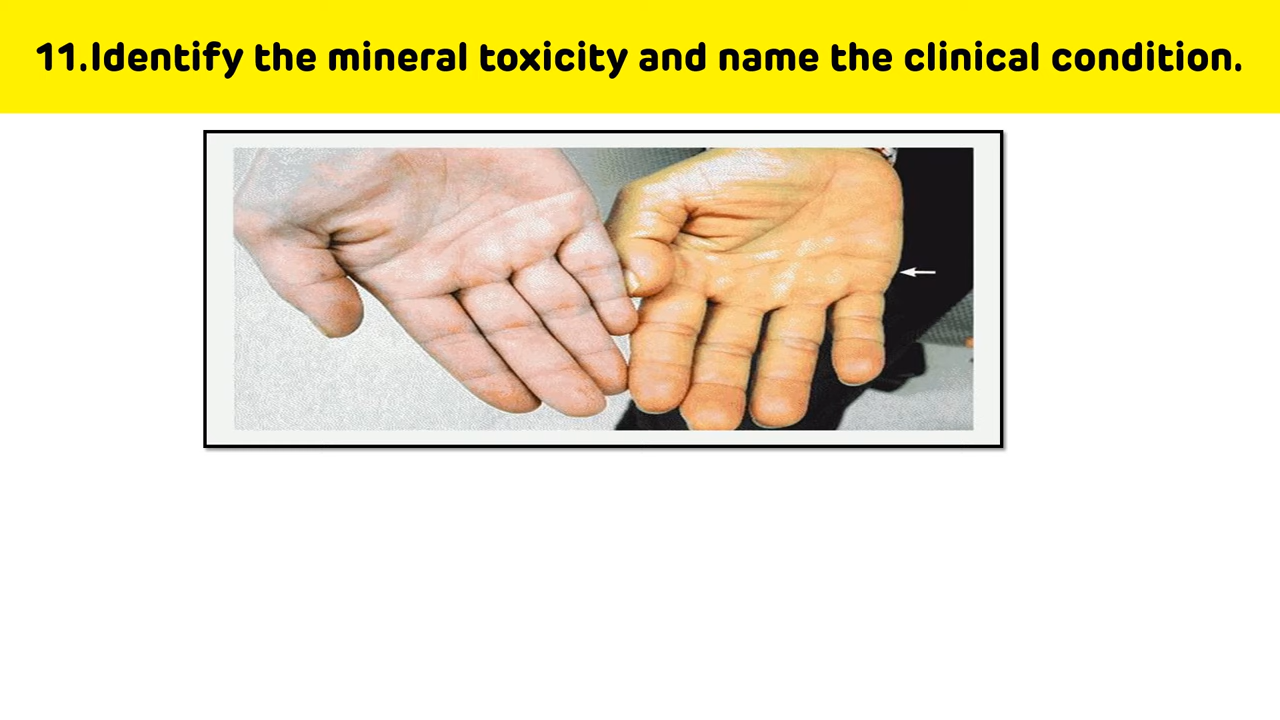 11.Identify the mineral toxicity and name the clinical condition.